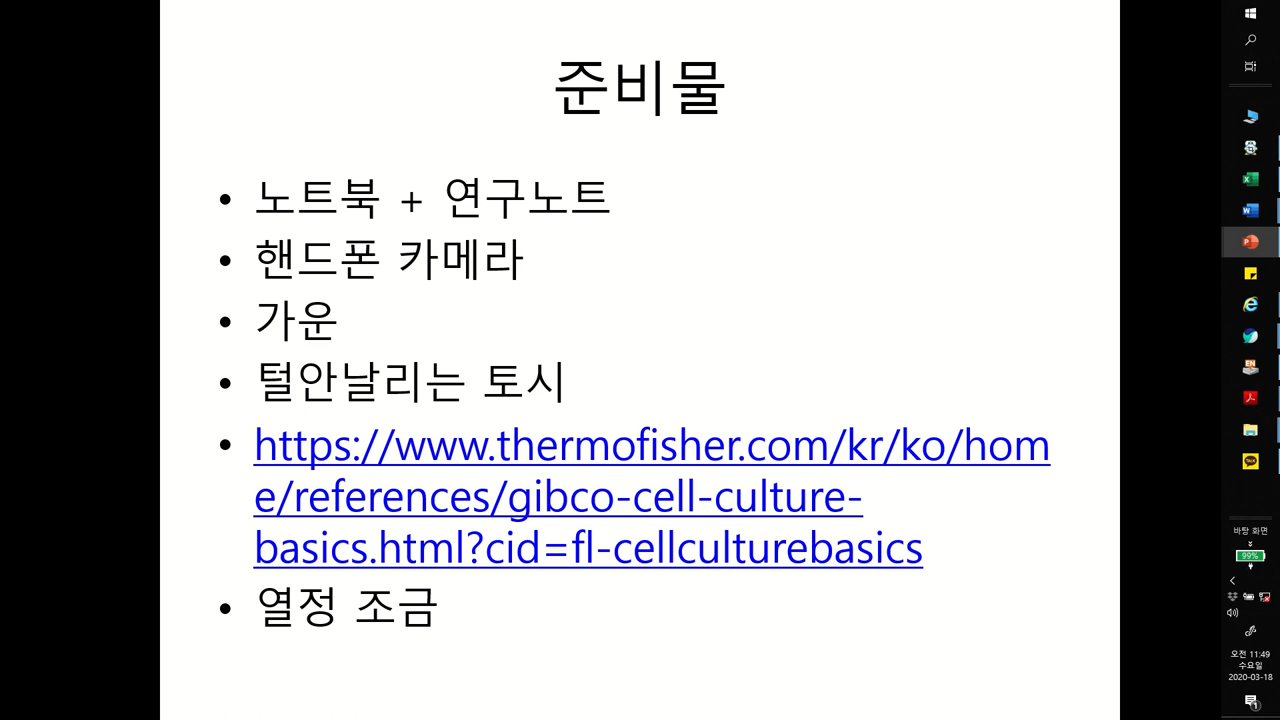 준비물
• 노트북 + 연구노트
• 핸드폰 카메라
• 가운
• 털안날리는 토시
• https://www.thermofisher.com/kr/ko/hom
e/references/gibco-cell-culture-
basics.html?cid=fl-cellculturebasics
• 열정 조금
바탕 화면
99%
오전 11:49
수요일
2020-03-18